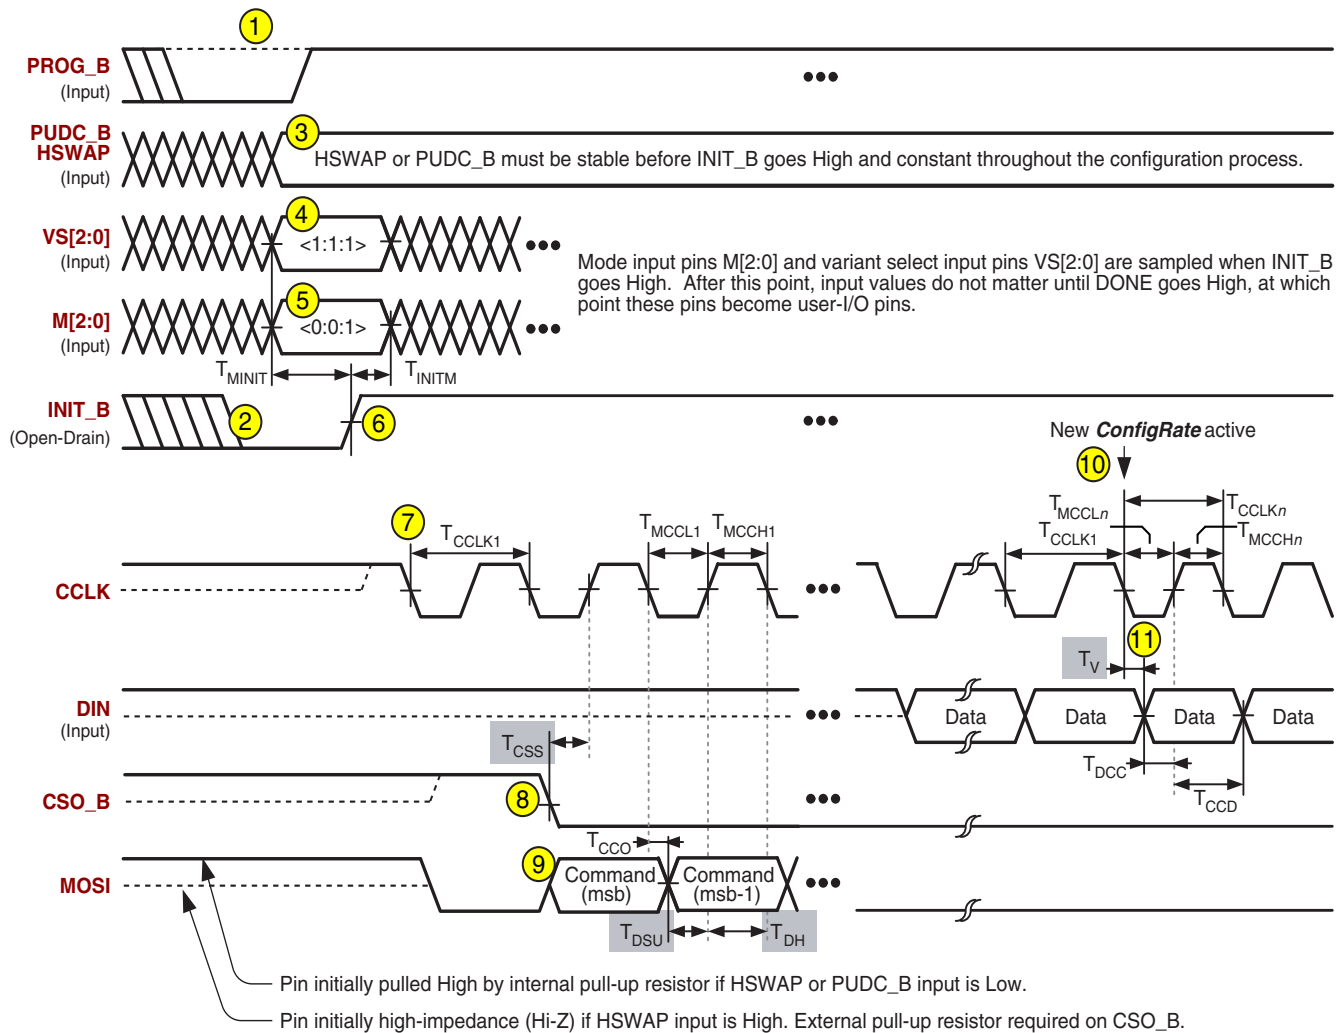 1
PROG_B
(Input)
PUDC_B
HSWAP
(Input)
3
HSWAP or PUDC_B must be stable before INIT_B goes High and constant throughout the configuration process.
VS[2:0]
(Input)
4
<1:1:1>
Mode input pins M[2:0] and variant select input pins VS[2:0] are sampled when INIT_B
goes High. After this point, input values do not matter until DONE goes High, at which
point these pins become user-I/O pins.
M[2:0]
(Input)
5
<0:0:1>
TMINIT
TINITM
INIT_B
(Open-Drain)
2
6
New ConfigRate active
10
7
TCCLK1
TMCCL1
TMCCH1
TMCCLn
TCCLKn
TCCLK1
TMCCHn
CCLK
11
TV
DIN
(Input)
Data
Data
Data
Data
TCSS
TDCC
TCCD
CSO_B
8
TCCO
MOSI
9
Command
(msb)
Command
(msb-1)
TDSU
TDH
Pin initially pulled High by internal pull-up resistor if HSWAP or PUDC_B input is Low.
Pin initially high-impedance (Hi-Z) if HSWAP input is High. External pull-up resistor required on CSO_B.